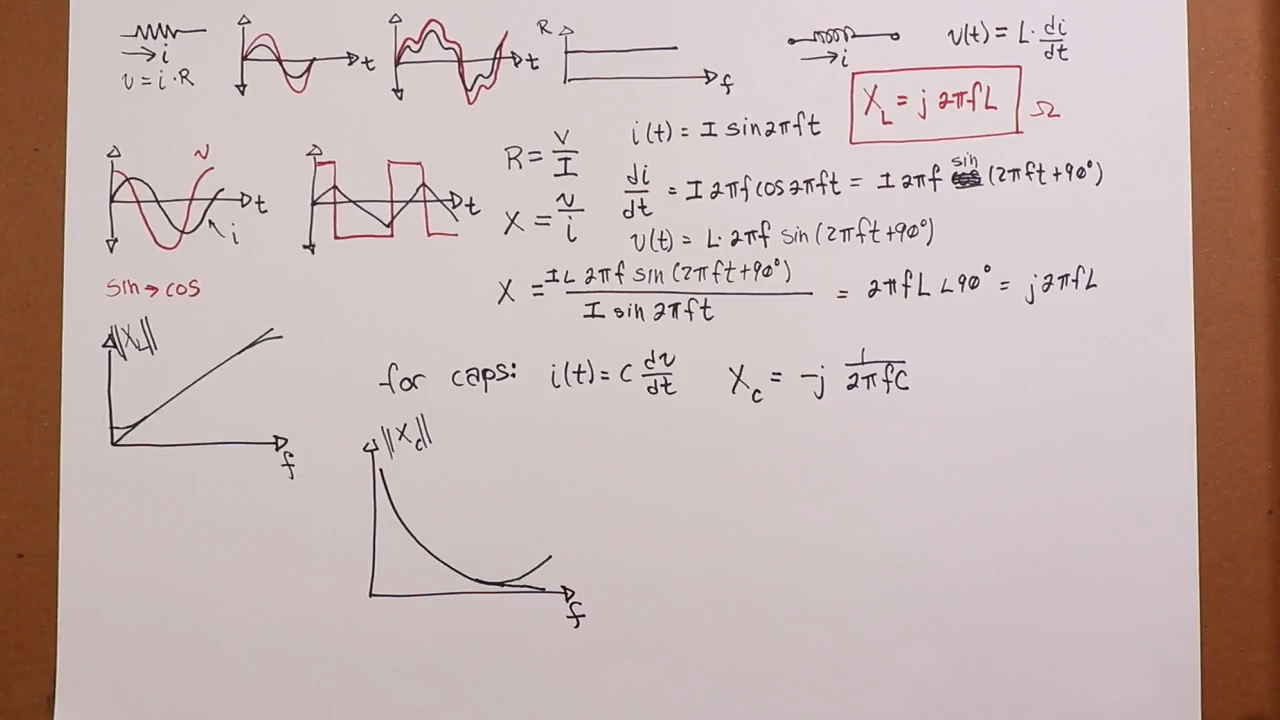 i
v = i · R
t
t
R
f
i
v(t) = L · di/dt
X_L = j 2πfL Ω
v
t
i
t
R = V/I
X = v/i
i(t) = I sin 2πft
di/dt = I 2πf cos 2πft = I 2πf sin (2πft + 90°)
v(t) = L · 2πf sin (2πft + 90°)
X = IL 2πf sin (2πft + 90°) / I sin 2πft = 2πfL ∠90° = j2πfL
sin → cos
||X_L||
f
for caps: i(t) = C dv/dt X_C = -j 1/2πfC
||X_C||
f